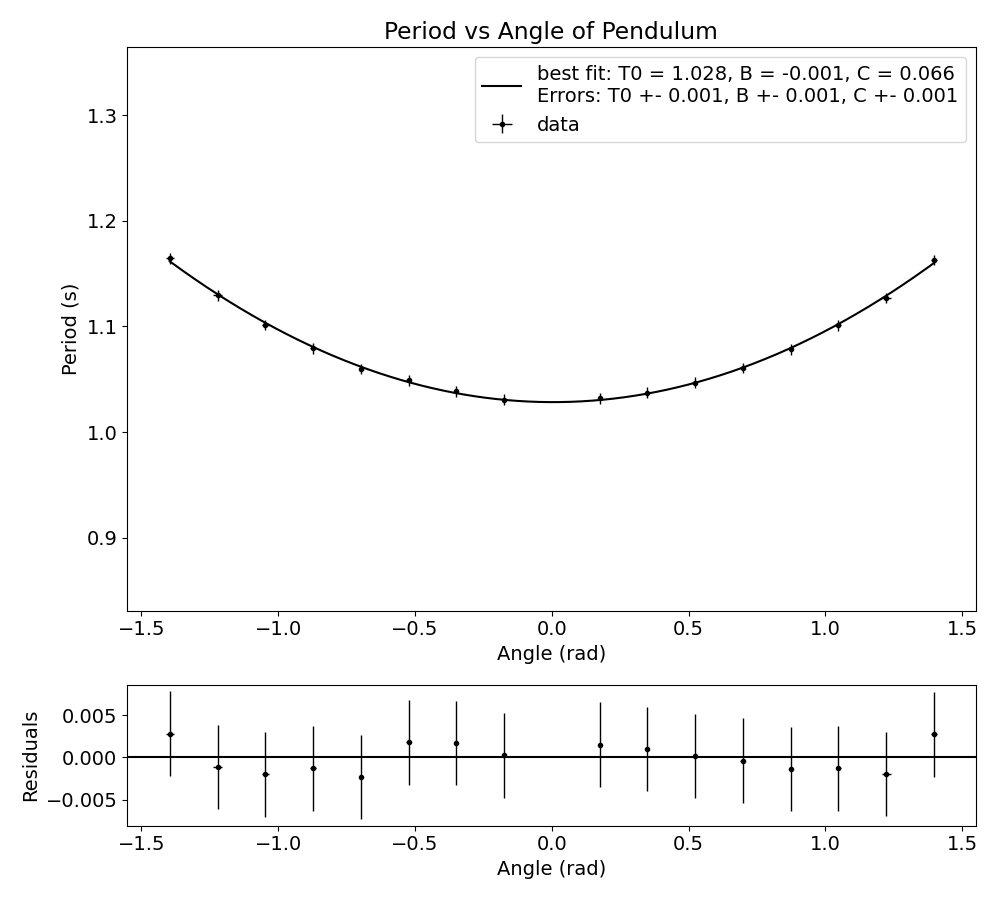 Period vs Angle of Pendulum
best fit: T0 = 1.028, B = -0.001, C = 0.066
Errors: T0 +- 0.001, B +- 0.001, C +- 0.001
data
Period (s)
1.3
1.2
1.1
1.0
0.9
−1.5 −1.0 −0.5 0.0 0.5 1.0 1.5
Angle (rad)
Residuals
0.005
0.000
−0.005
−1.5 −1.0 −0.5 0.0 0.5 1.0 1.5
Angle (rad)